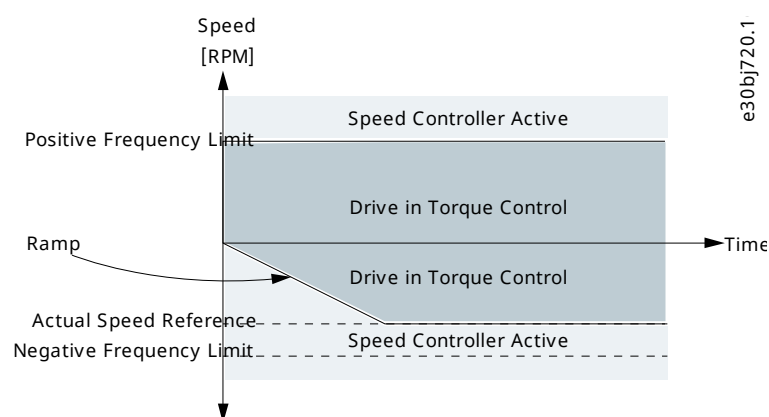 Speed
[RPM]
e30bj720.1
Speed Controller Active
Positive Frequency Limit
Drive in Torque Control
Ramp
Time
Drive in Torque Control
Actual Speed Reference
Speed Controller Active
Negative Frequency Limit